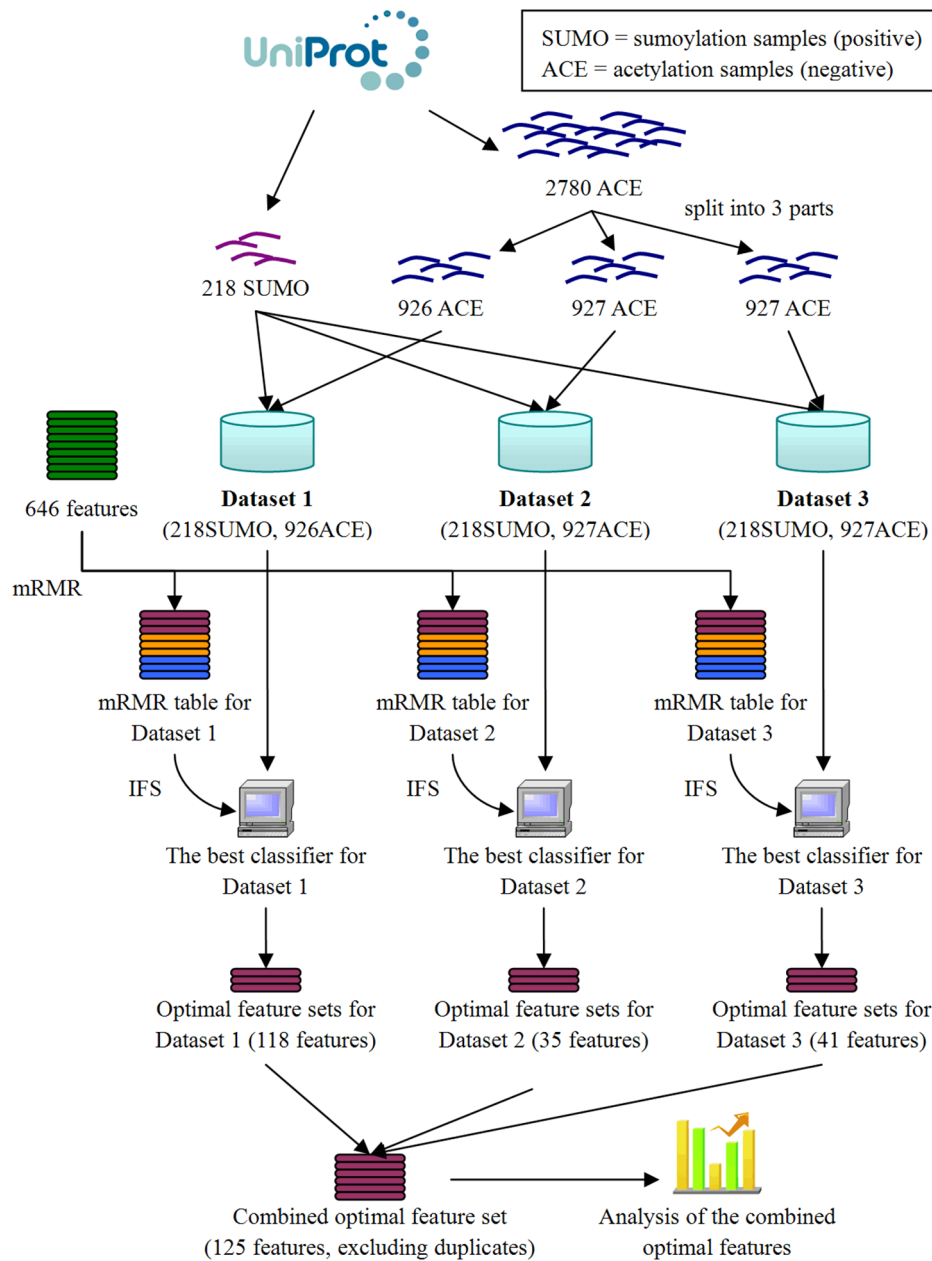 UniProt
SUMO = sumoylation samples (positive)
ACE = acetylation samples (negative)
2780 ACE
split into 3 parts
218 SUMO
926 ACE
927 ACE
927 ACE
646 features
Dataset 1
(218SUMO, 926ACE)
Dataset 2
(218SUMO, 927ACE)
Dataset 3
(218SUMO, 927ACE)
mRMR
mRMR table for
Dataset 1
mRMR table for
Dataset 2
mRMR table for
Dataset 3
IFS
IFS
IFS
The best classifier for
Dataset 1
The best classifier for
Dataset 2
The best classifier for
Dataset 3
Optimal feature sets for
Dataset 1 (118 features)
Optimal feature sets for
Dataset 2 (35 features)
Optimal feature sets for
Dataset 3 (41 features)
Combined optimal feature set
(125 features, excluding duplicates)
Analysis of the combined
optimal features